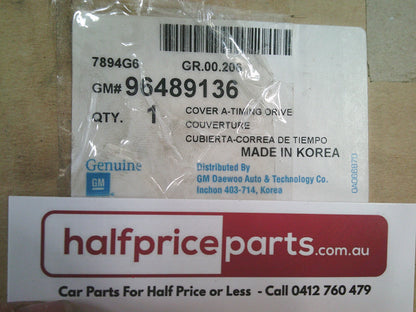 7894G6 GR.00.206
GM# 96489136
QTY. 1 COVER A-TIMING DRIVE
COUVERTURE
CUBIERTA-CORREA DE TIEMPO
MADE IN KOREA
Genuine
GM
Distributed By
GM Daewoo Auto & Technology Co.
Inchon 403-714, Korea
halfpriceparts.com.au
Car Parts For Half Price or Less - Call 0412 760 479